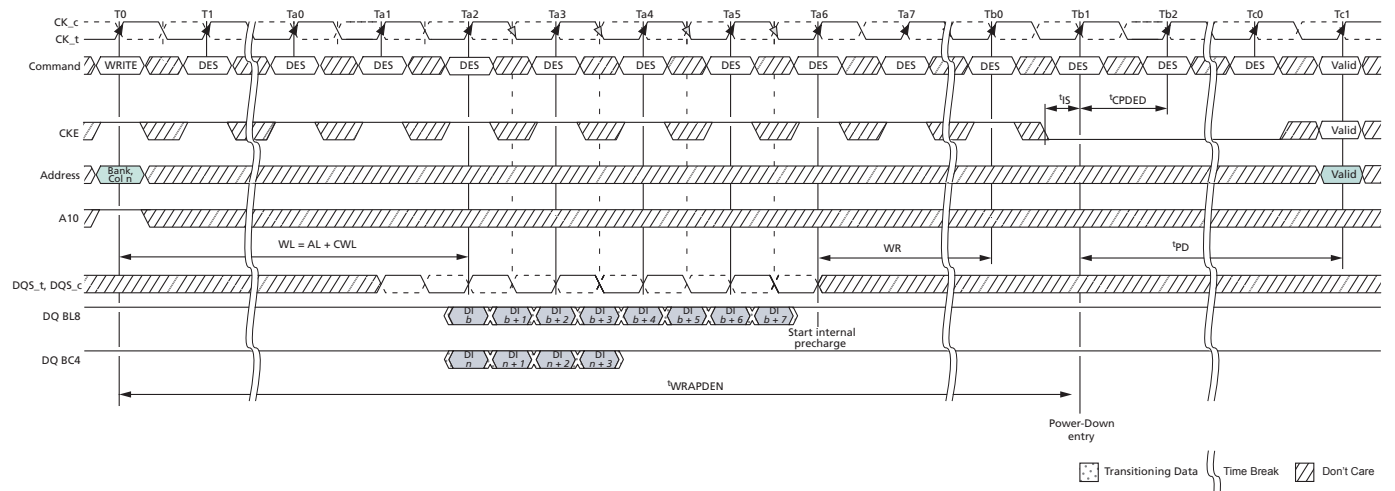 T0 T1 Ta0 Ta1 Ta2 Ta3 Ta4 Ta5 Ta6 Ta7 Tb0 Tb1 Tb2 Tc0 Tc1
CK_c
CK_t
Command WRITE DES DES DES DES DES DES DES DES DES DES DES DES DES Valid
tIS tCPDED
CKE Valid
Address Bank, Col n Valid
A10
WL = AL + CWL WR tPD
DQS_t, DQS_c
DQ BL8 DI b DI b + 1 DI b + 2 DI b + 3 DI b + 4 DI b + 5 DI b + 6 DI b + 7
Start internal
precharge
DQ BC4 DI n DI n + 1 DI n + 2 DI n + 3
tWRAPDEN
Power-Down
entry
Transitioning Data Time Break Don't Care